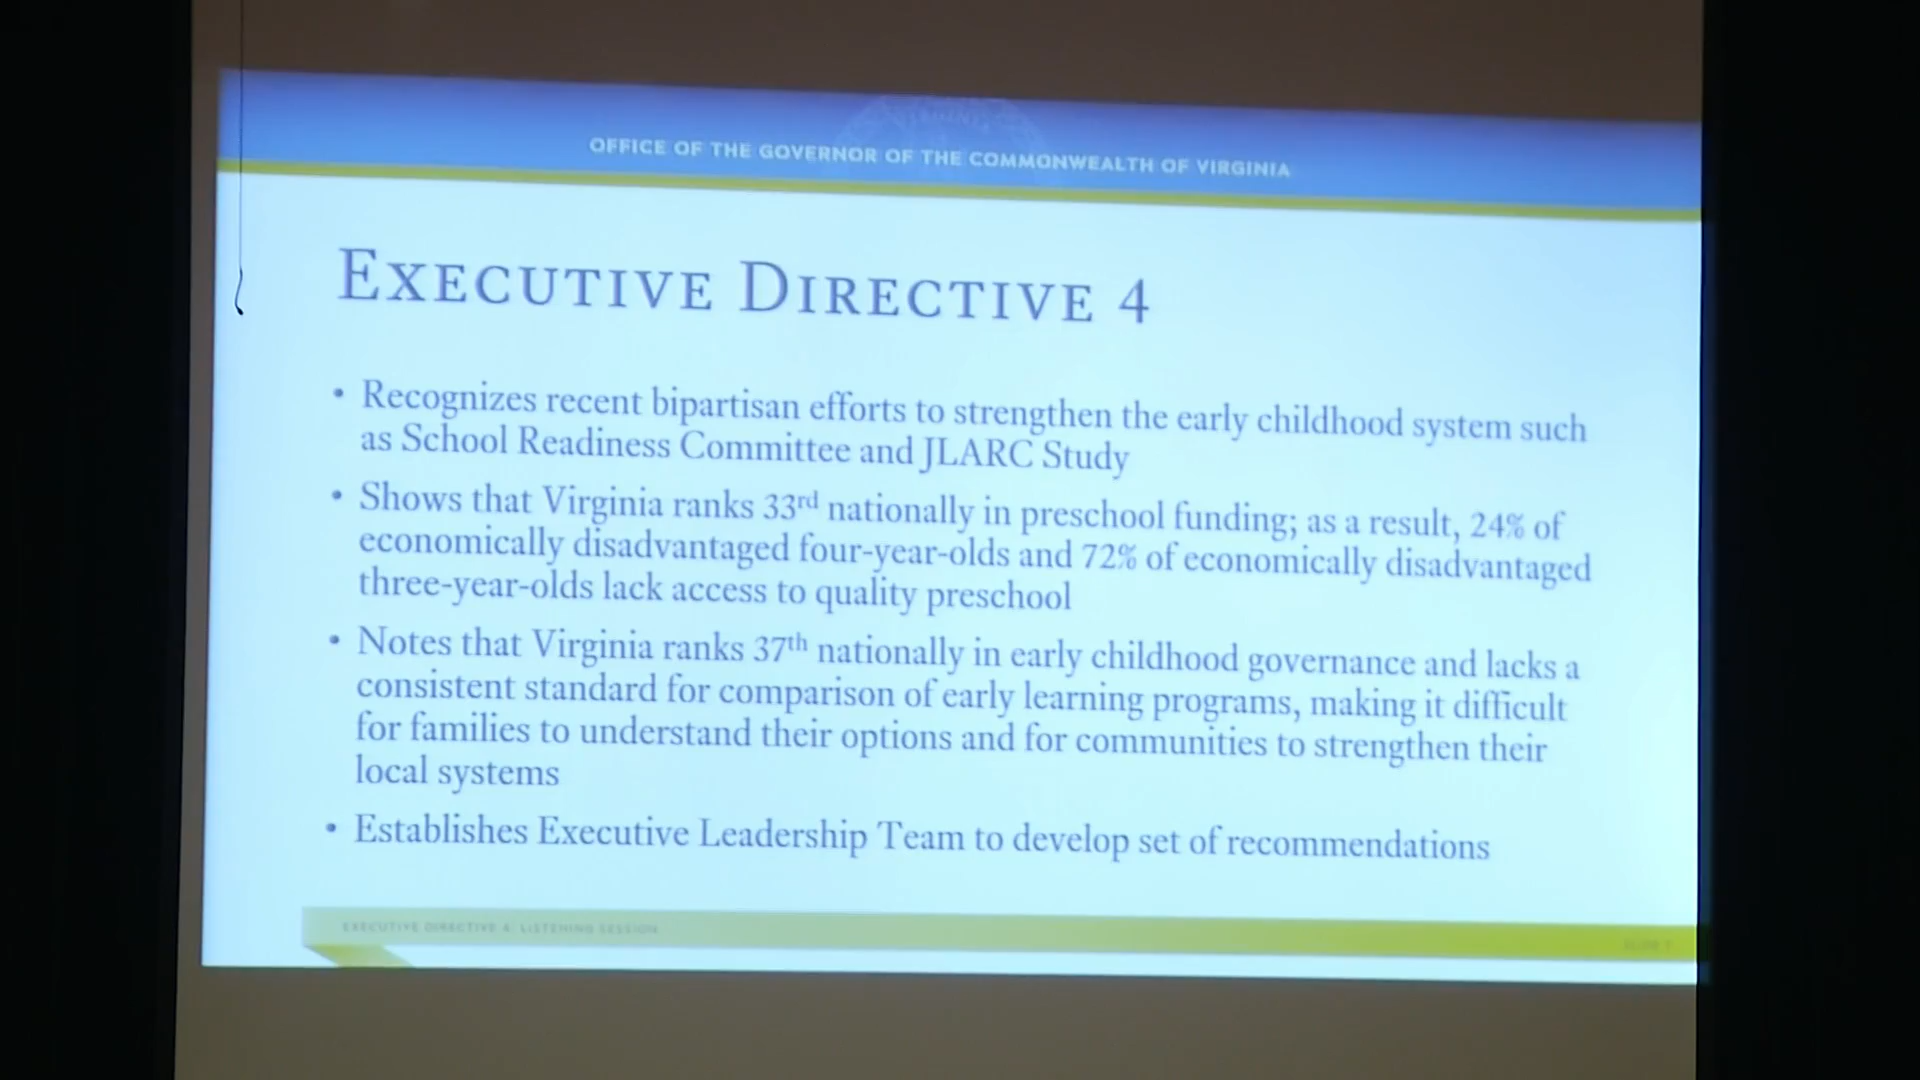 OFFICE OF THE GOVERNOR OF THE COMMONWEALTH OF VIRGINIA
EXECUTIVE DIRECTIVE 4
• Recognizes recent bipartisan efforts to strengthen the early childhood system such
as School Readiness Committee and JLARC Study
• Shows that Virginia ranks 33rd nationally in preschool funding; as a result, 24% of
economically disadvantaged four-year-olds and 72% of economically disadvantaged
three-year-olds lack access to quality preschool
• Notes that Virginia ranks 37th nationally in early childhood governance and lacks a
consistent standard for comparison of early learning programs, making it difficult
for families to understand their options and for communities to strengthen their
local systems
• Establishes Executive Leadership Team to develop set of recommendations
EXECUTIVE DIRECTIVE 4: LISTENING SESSION